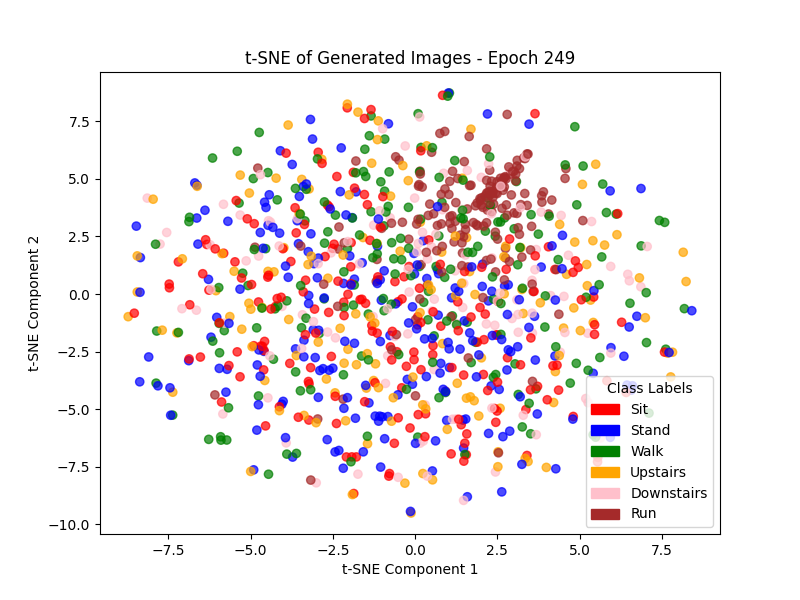 t-SNE of Generated Images - Epoch 249
t-SNE Component 2
7.5
5.0
2.5
0.0
−2.5
−5.0
−7.5
−10.0
Class Labels
Sit
Stand
Walk
Upstairs
Downstairs
Run
−7.5 −5.0 −2.5 0.0 2.5 5.0 7.5
t-SNE Component 1